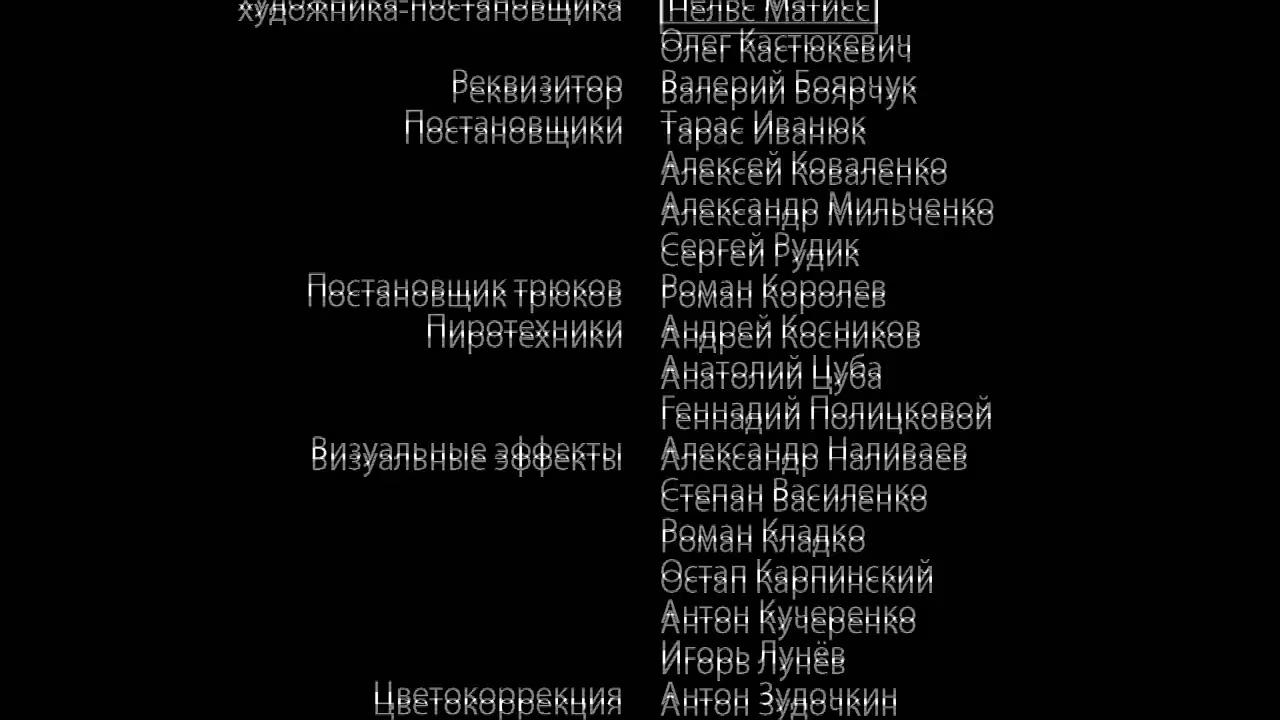 художника-постановщика Нельс Матисс
Олег Кастюкевич
Реквизитор Валерий Боярчук
Постановщики Тарас Иванюк
Алексей Коваленко
Александр Мильченко
Сергей Рудик
Постановщик трюков Роман Королев
Пиротехники Андрей Косников
Анатолий Цуба
Геннадий Полицковой
Визуальные эффекты Александр Наливаев
Степан Василенко
Роман Кладко
Остап Карпинский
Антон Кучеренко
Игорь Лунёв
Цветокоррекция Антон Зудочкин